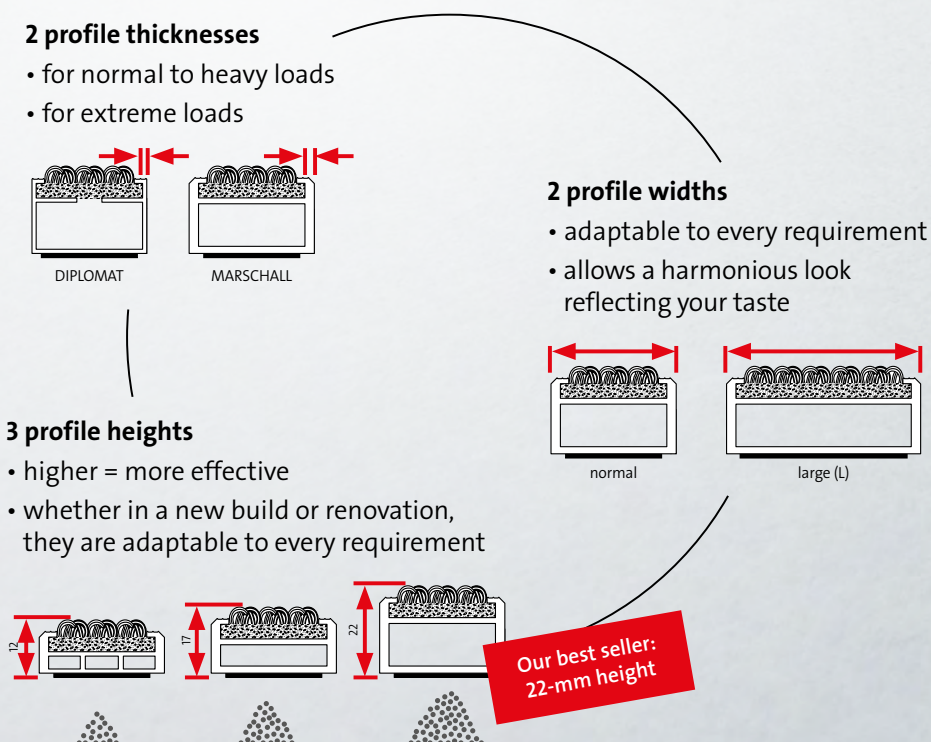 2 profile thicknesses
• for normal to heavy loads
• for extreme loads
DIPLOMAT
MARSCHALL
2 profile widths
• adaptable to every requirement
• allows a harmonious look
reflecting your taste
normal
large (L)
3 profile heights
• higher = more effective
• whether in a new build or renovation,
they are adaptable to every requirement
12
17
22
Our best seller:
22-mm height